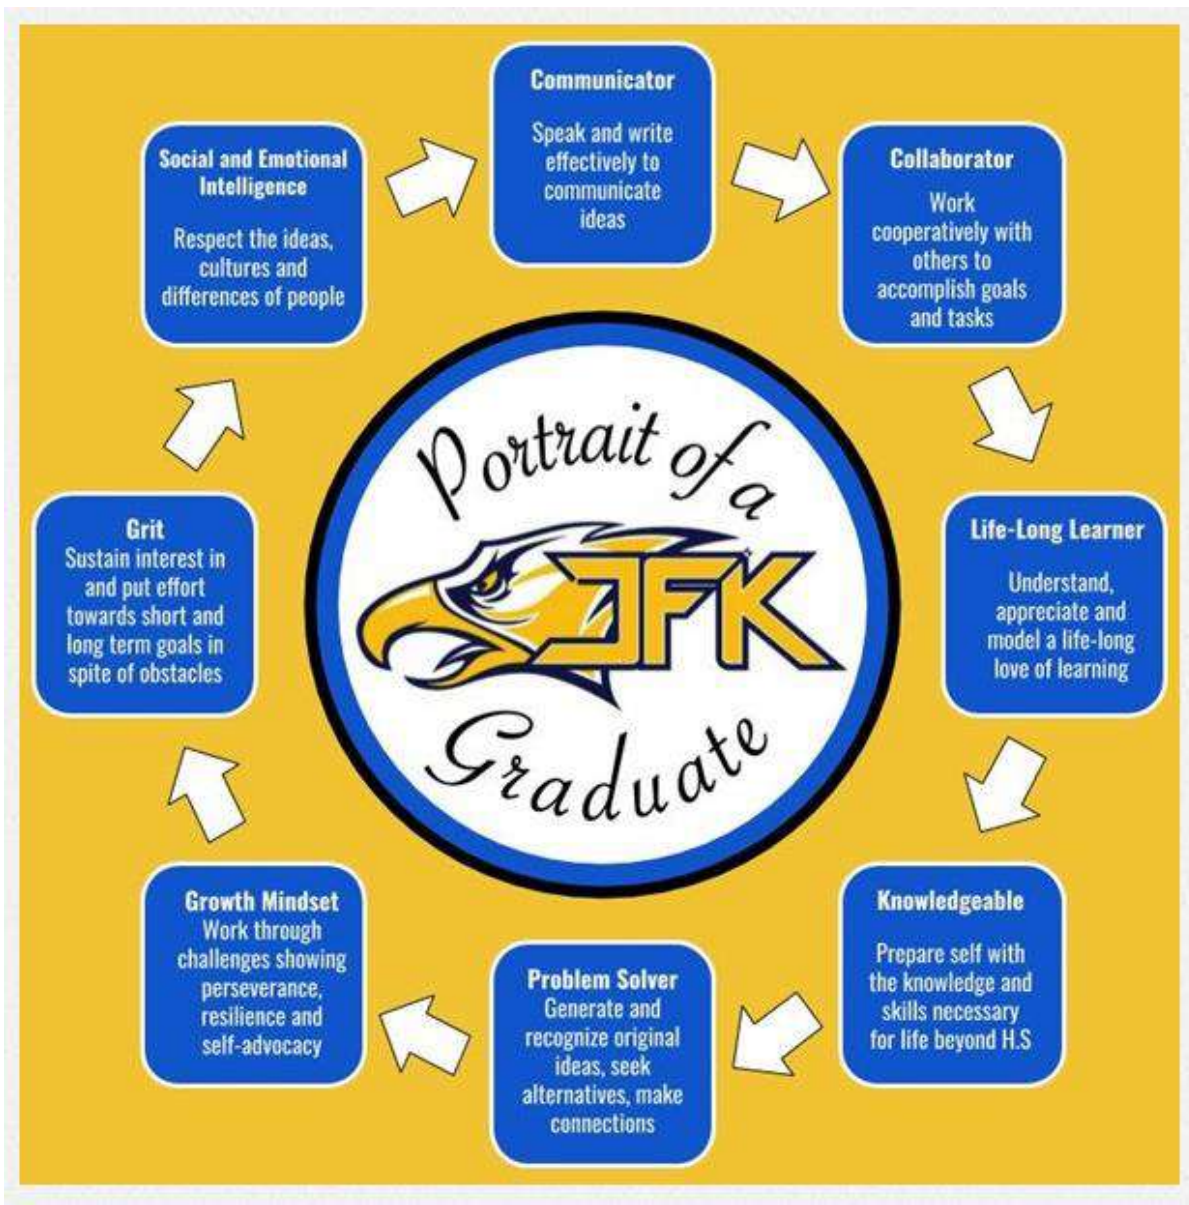 Communicator
Speak and write
effectively to
communicate
ideas
Collaborator
Work
cooperatively with
others to
accomplish goals
and tasks
Life-Long Learner
Understand,
appreciate and
model a life-long
love of learning
Knowledgeable
Prepare self with
the knowledge and
skills necessary
for life beyond H.S
Problem Solver
Generate and
recognize original
ideas, seek
alternatives, make
connections
Growth Mindset
Work through
challenges showing
perseverance,
resilience and
self-advocacy
Grit
Sustain interest in
and put effort
towards short and
long term goals in
spite of obstacles
Social and Emotional
Intelligence
Respect the ideas,
cultures and
differences of people
Portrait of a
JFK
Graduate